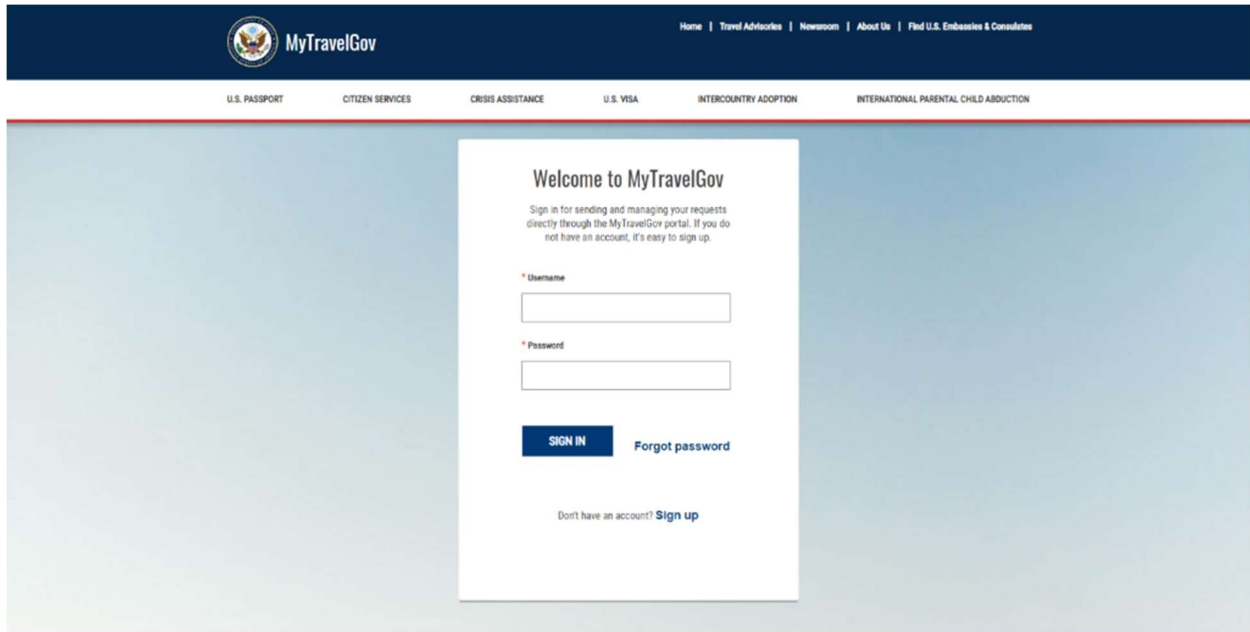 Home | Travel Advisories | Newsroom | About Us | Find U.S. Embassies & Consulates
MyTravelGov
U.S. PASSPORT CITIZEN SERVICES CRISIS ASSISTANCE U.S. VISA INTERCOUNTRY ADOPTION INTERNATIONAL PARENTAL CHILD ABDUCTION
Welcome to MyTravelGov
Sign in for sending and managing your requests
directly through the MyTravelGov portal. If you do
not have an account, it's easy to sign up.
* Username
* Password
SIGN IN Forgot password
Don't have an account? Sign up